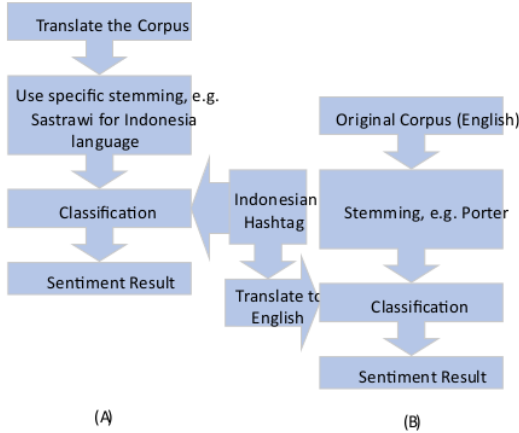 Translate the Corpus
Use specific stemming, e.g.
Sastrawi for Indonesia
language
Classification
Sentiment Result
(A)
Indonesian
Hashtag
Translate to
English
Original Corpus (English)
Stemming, e.g. Porter
Classification
Sentiment Result
(B)